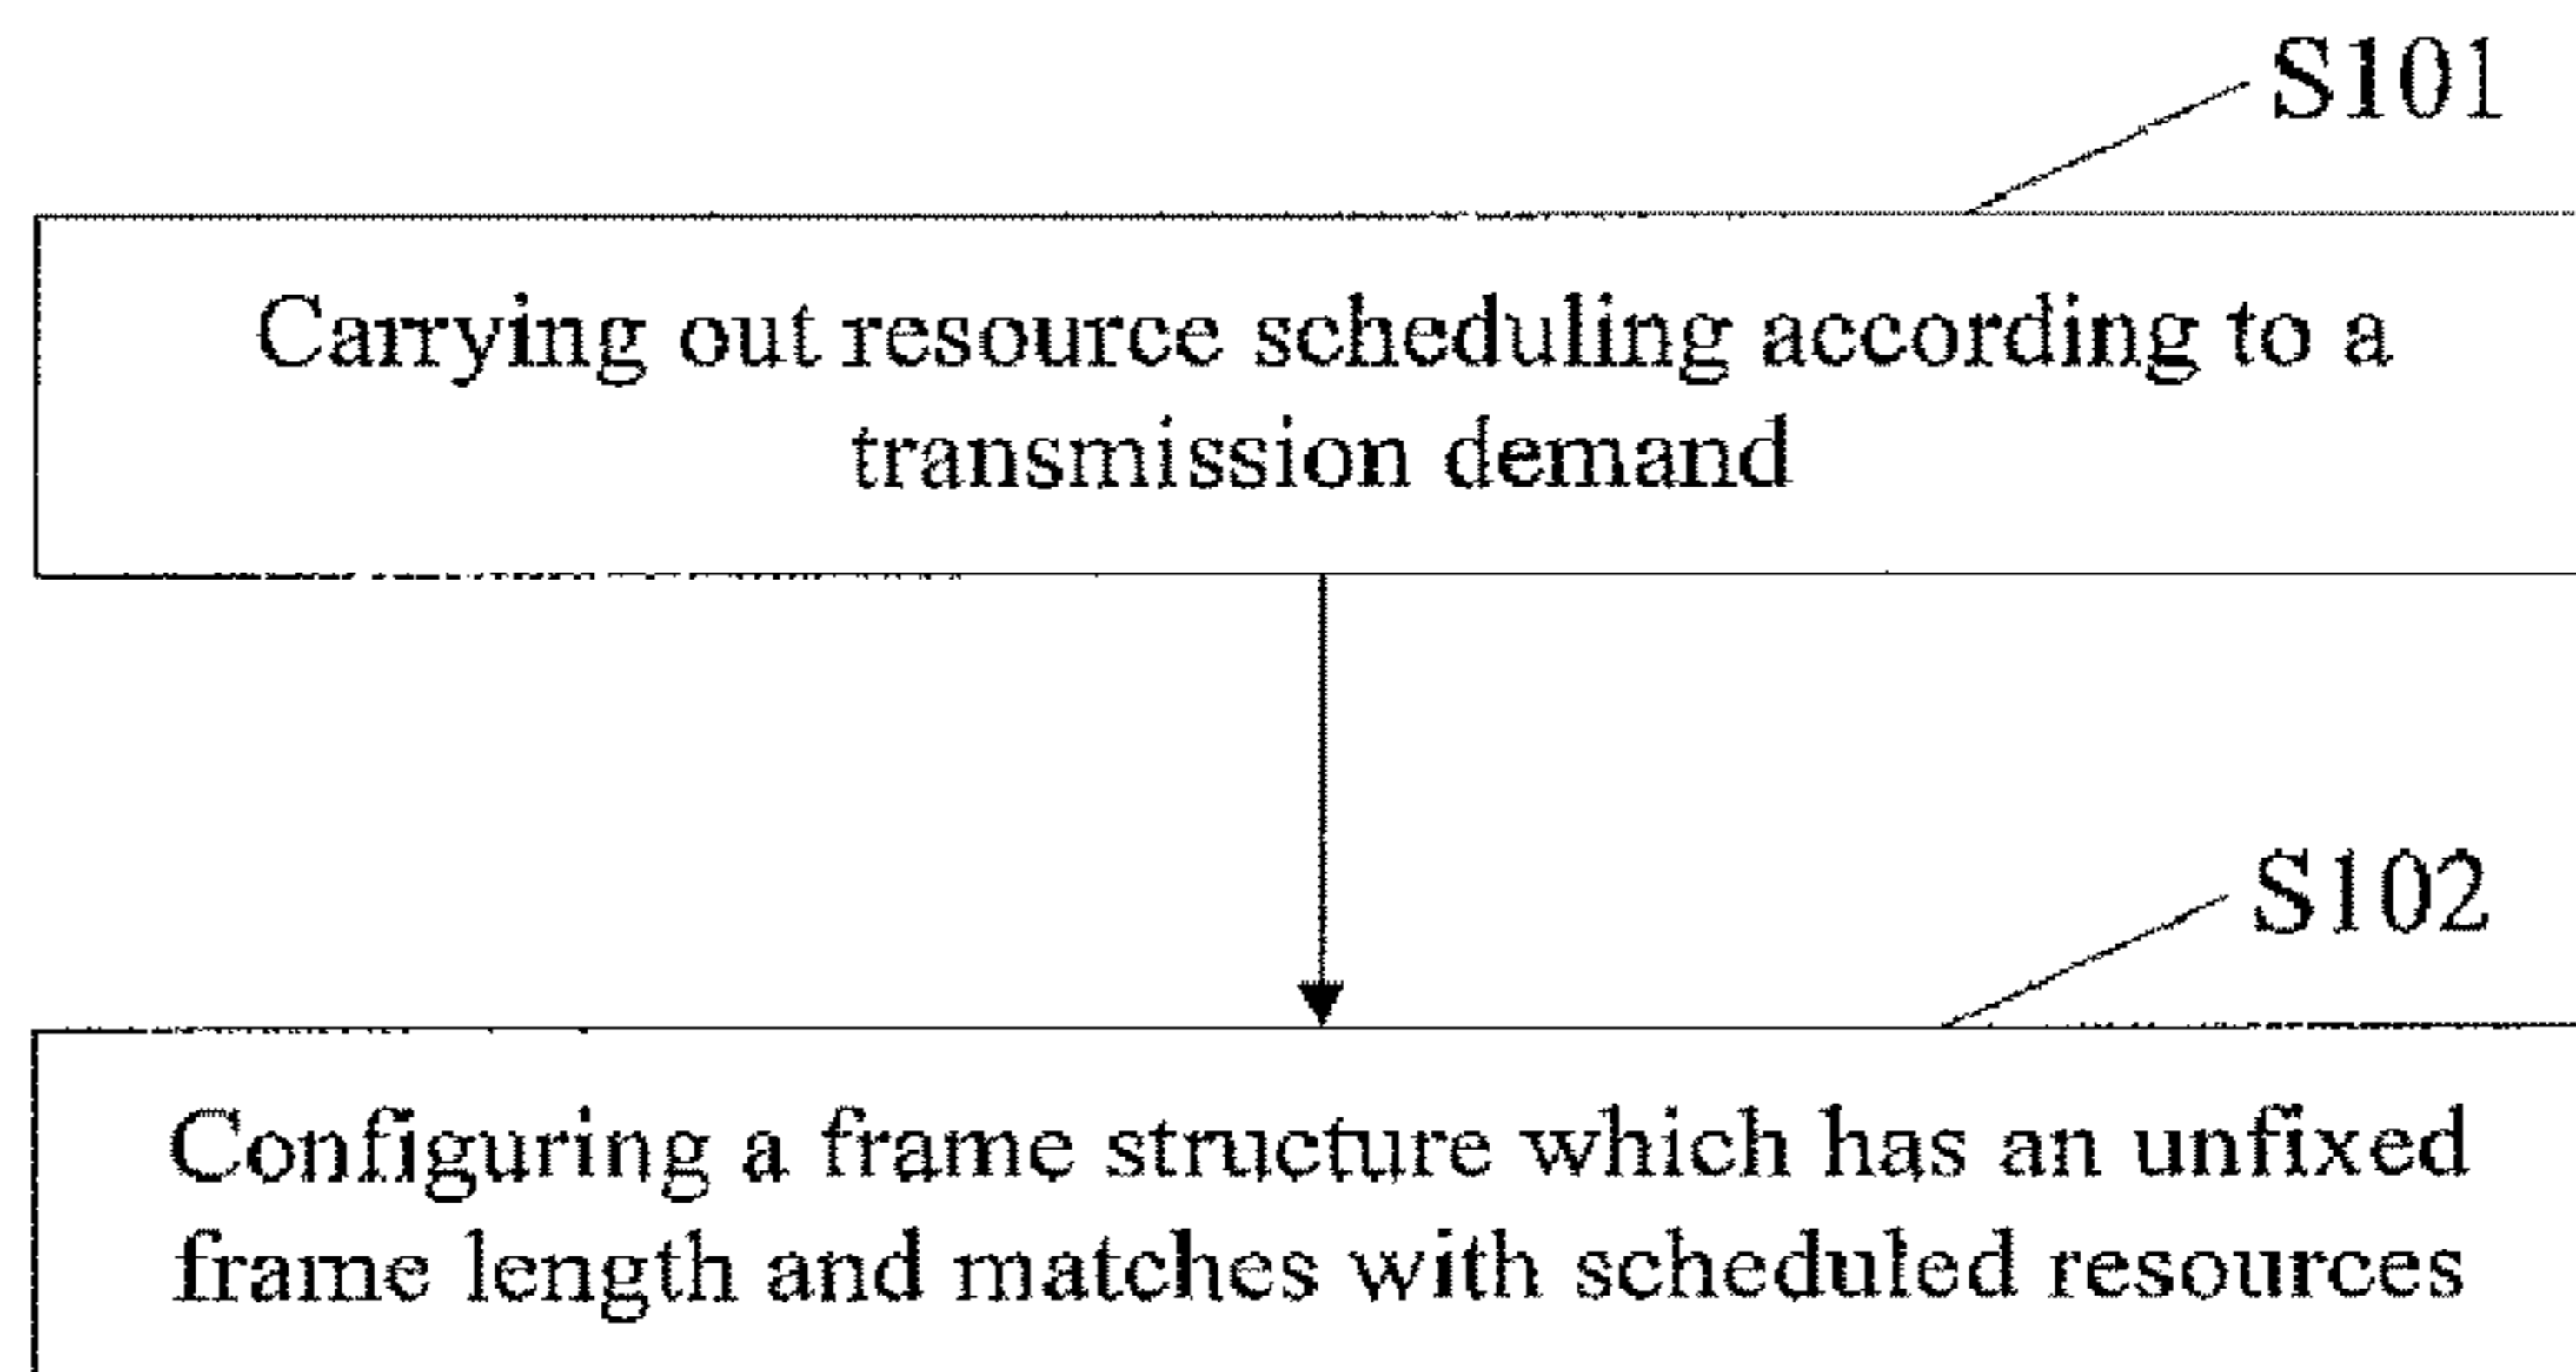 S101
Carrying out resource scheduling according to a
transmission demand
S102
Configuring a frame structure which has an unfixed
frame length and matches with scheduled resources